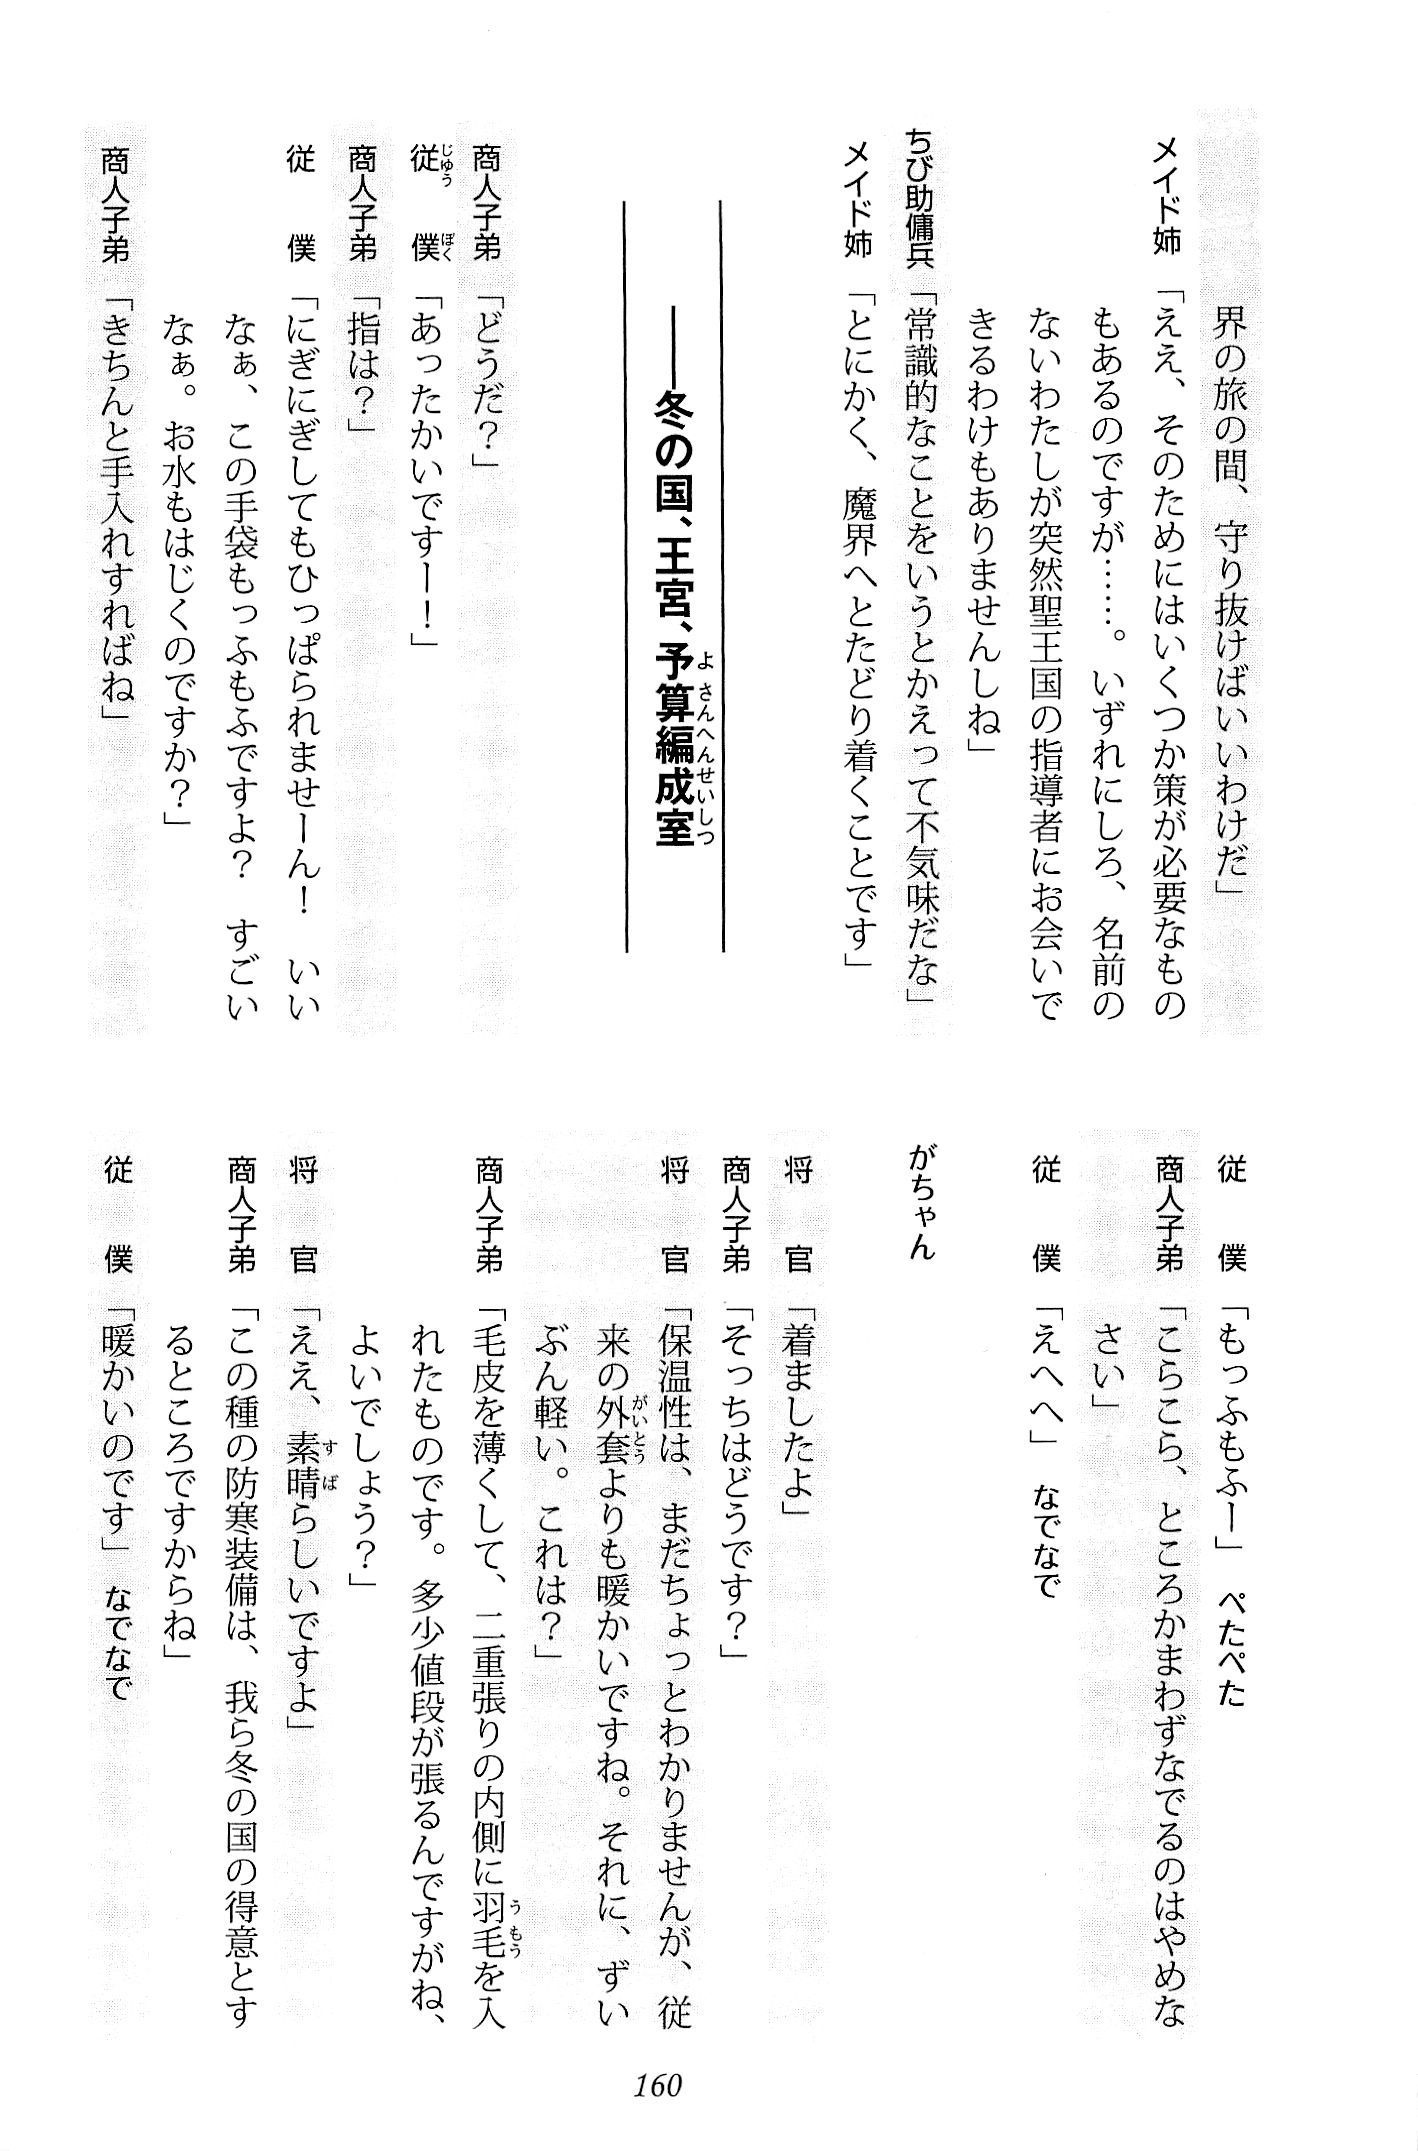 界の旅の間、守り抜けばいいわけだ」
メイド姉「ええ、そのためにはいくつか策が必要なもの
もあるのですが……。いずれにしろ、名前の
ないわたしが突然聖王国の指導者にお会いで
きるわけもありませんしね」
ちび助傭兵「常識的なことをいうとかえって不気味だな」
メイド姉「とにかく、魔界へとたどり着くことです」
――冬の国、王宮、予算編成室
よさんへんせいしつ
商人子弟「どうだ？」
従僕「あったかいですー！」
じゅうぼく
商人子弟「指は？」
従僕「にぎにぎしてもひっぱられませーん！　いい
なぁ、この手袋もっふもふですよ？　すごい
なぁ。お水もはじくのですか？」
商人子弟「きちんと手入れすればね」
従僕「もっふもふー」　ぺたぺた
商人子弟「こらこら、ところかまわずなでるのはやめな
さい」
従僕「えへへ」　なでなで
がちゃん
将官「着ましたよ」
商人子弟「そっちはどうです？」
将官「保温性は、まだちょっとわかりませんが、従
来の外套よりも暖かいですね。それに、ずい
がいとう
ぶん軽い。これは？」
商人子弟「毛皮を薄くして、二重張りの内側に羽毛を入
うもう
れたものです。多少値段が張るんですがね、
よいでしょう？」
将官「ええ、素晴らしいですよ」
すば
商人子弟「この種の防寒装備は、我ら冬の国の得意とす
るところですからね」
従僕「暖かいのです」　なでなで
160